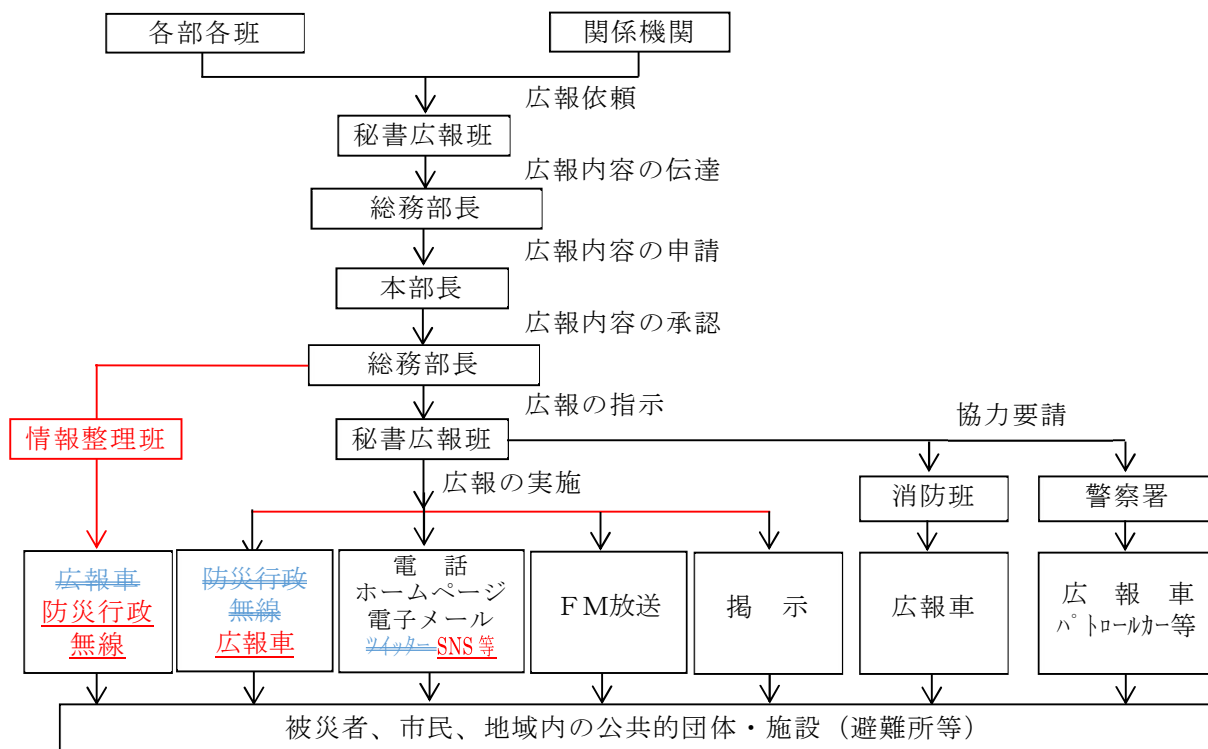 各部各班
関係機関
広報依頼
秘書広報班
広報内容の伝達
総務部長
広報内容の申請
本部長
広報内容の承認
総務部長
広報の指示
協力要請
情報整理班
秘書広報班
広報の実施
消防班
警察署
広報車
防災行政
無線
防災行政
無線
広報車
電　話
ホームページ
電子メール
ツイッター SNS等
ＦＭ放送
掲　示
広報車
広　報　車
パトロールカー等
被災者、市民、地域内の公共的団体・施設（避難所等）